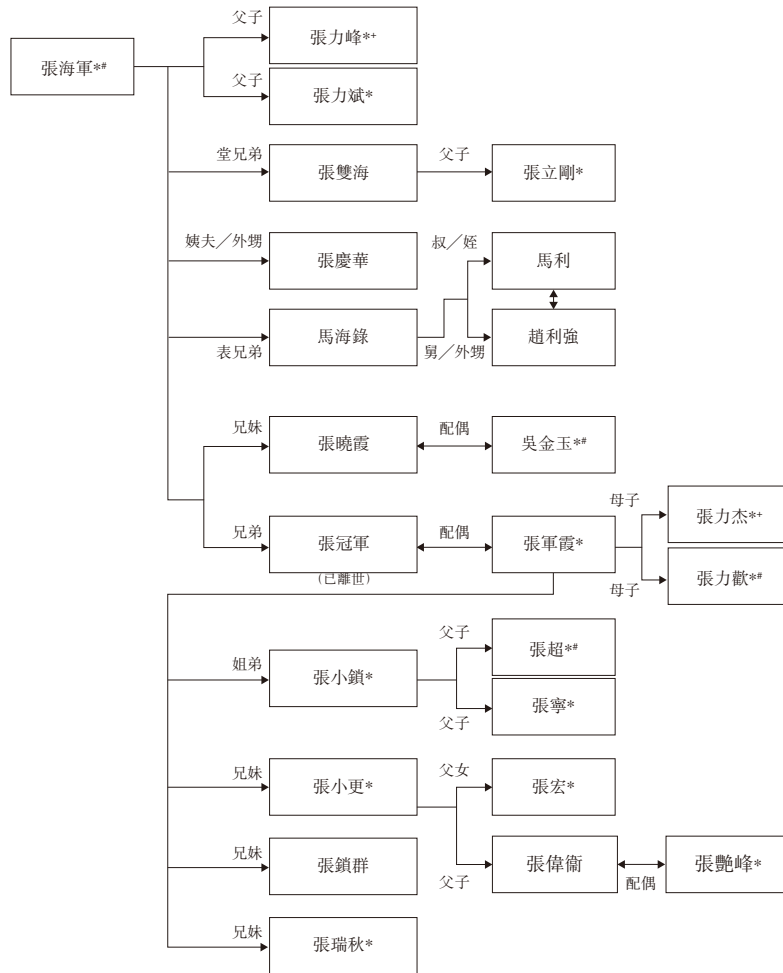 父子
張力峰*+
張海軍*#
父子
張力斌*
堂兄弟
張雙海
父子
張立剛*
姨夫／外甥
張慶華
叔／姪
馬利
表兄弟
馬海錄
舅／外甥
趙利強
兄妹
張曉霞
配偶
吳金玉*#
兄弟
張冠軍
(已離世)
配偶
張軍霞*
母子
張力杰*+
母子
張力歡*#
姐弟
張小鎖*
父子
張超*#
父子
張寧*
兄妹
張小更*
父女
張宏*
父子
張偉衞
配偶
張艷峰*
兄妹
張鎖群
兄妹
張瑞秋*